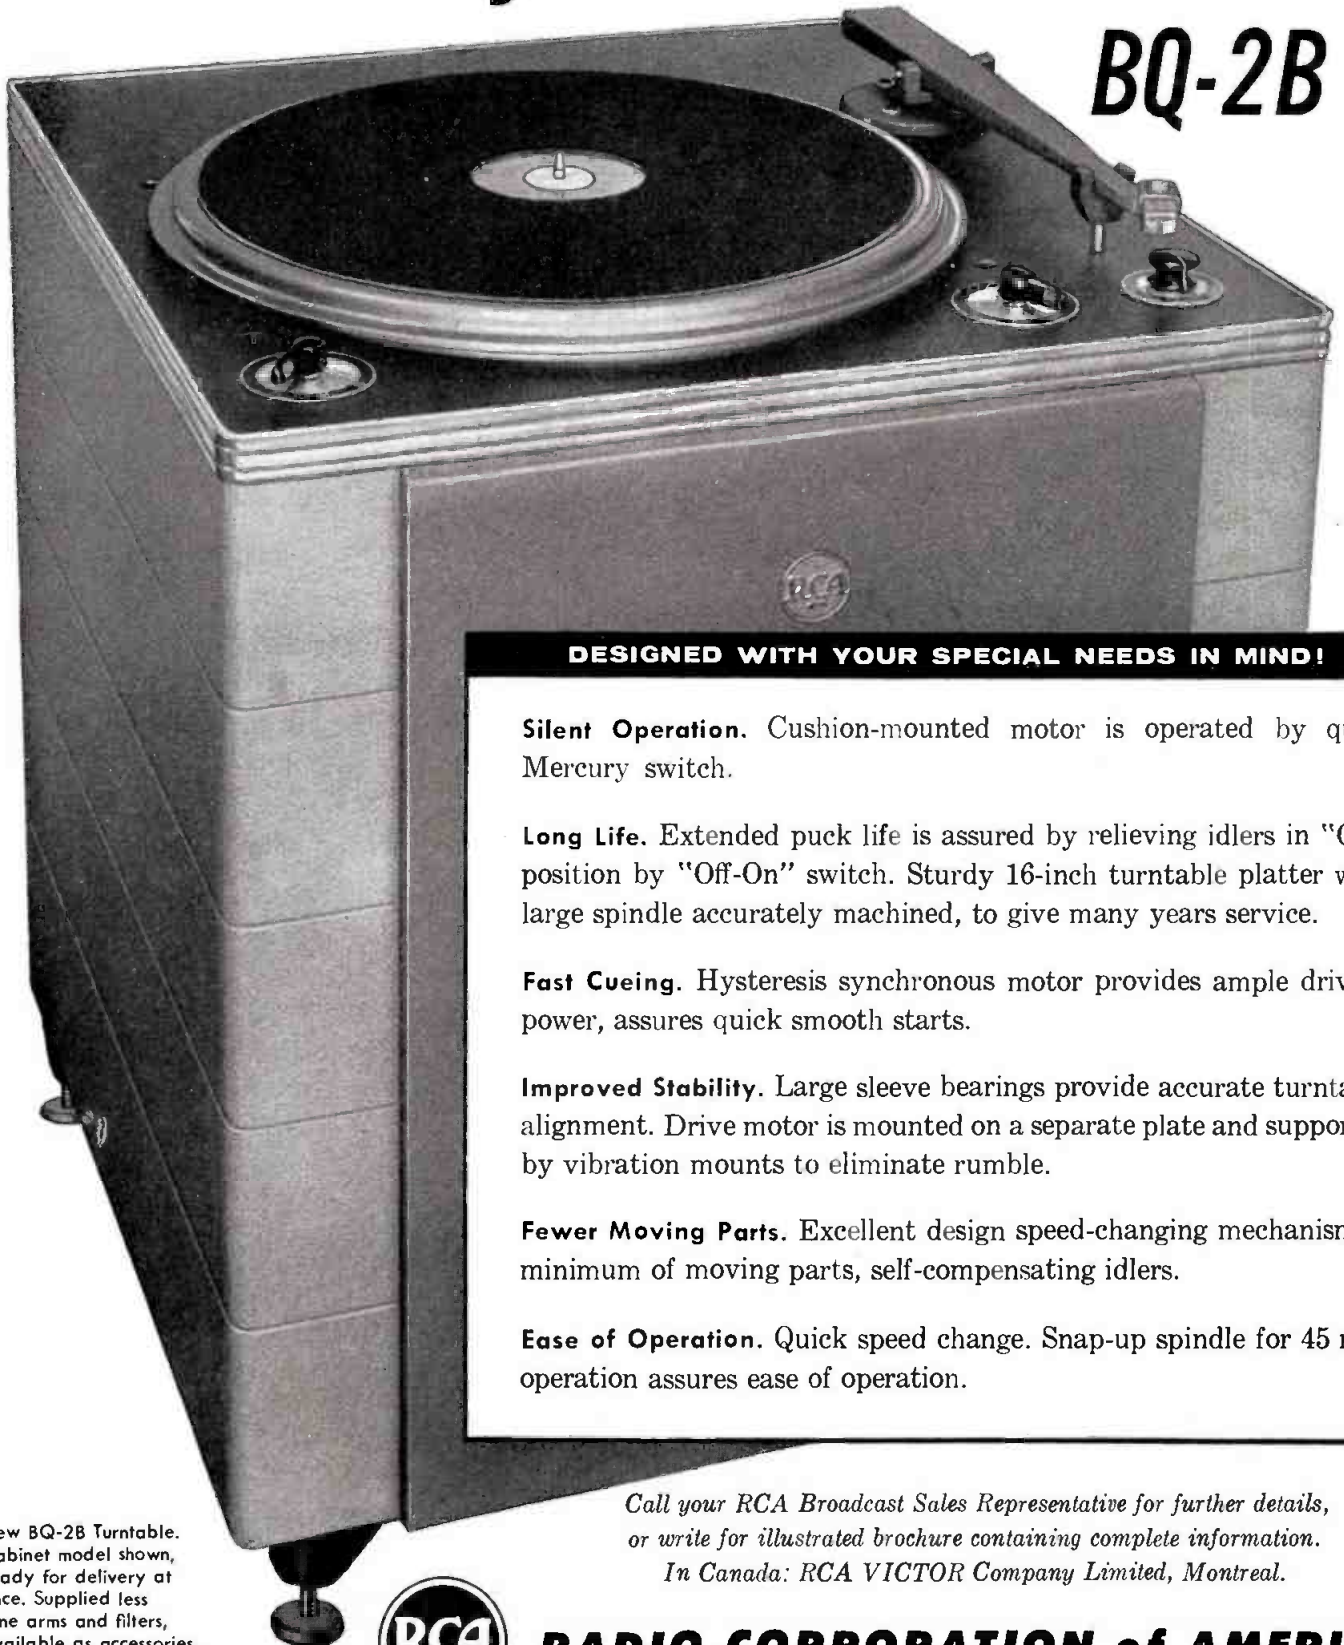 BQ-2B
RCA
DESIGNED WITH YOUR SPECIAL NEEDS IN MIND!
Silent Operation. Cushion-mounted motor is operated by
Mercury switch.
Long Life. Extended puck life is assured by relieving idlers in
position by "Off-On" switch. Sturdy 16-inch turntable platter
large spindle accurately machined, to give many years service.
Fast Cueing. Hysteresis synchronous motor provides ample
power, assures quick smooth starts.
Improved Stability. Large sleeve bearings provide accurate
alignment. Drive motor is mounted on a separate plate and
by vibration mounts to eliminate rumble.
Fewer Moving Parts. Excellent design speed-changing
minimum of moving parts, self-compensating idlers.
Ease of Operation. Quick speed change. Snap-up spindle for 45
operation assures ease of operation.
Call your RCA Broadcast Sales Representative for further details,
or write for illustrated brochure containing complete information.
In Canada: RCA VICTOR Company Limited, Montreal.
BQ-2B Turntable.
model shown,
for delivery at
Supplied less
arms and filters,
as accessories
RCA
RADIO CORPORATION of